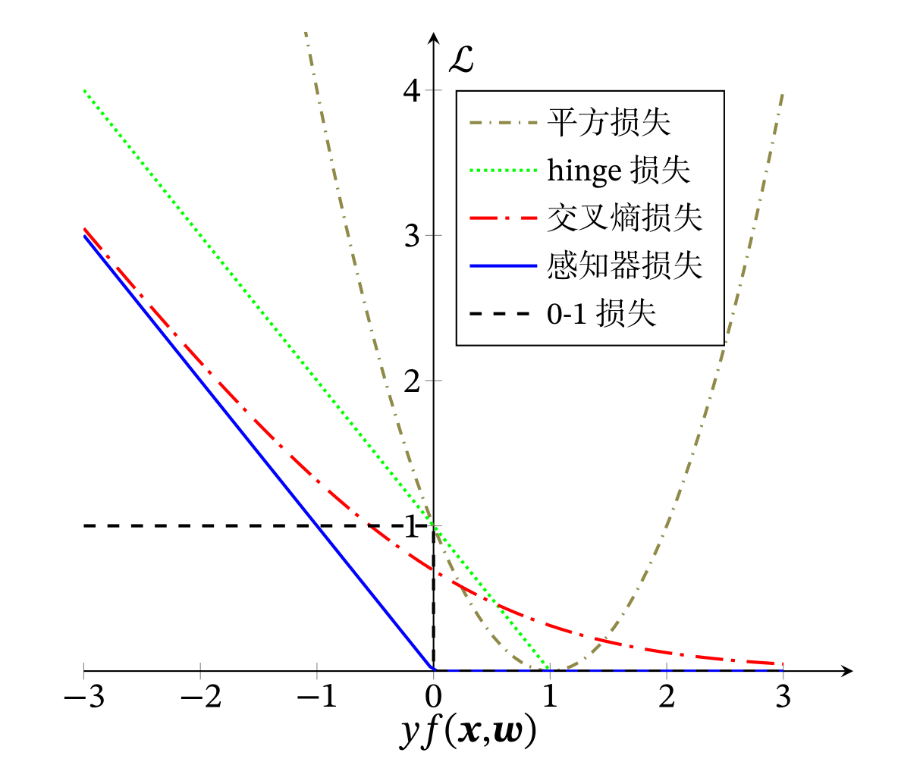 ℒ
4
3
2
1
平方损失
hinge 损失
交叉熵损失
感知器损失
0-1 损失
−3 −2 −1 0 1 2 3
yf(x,w)